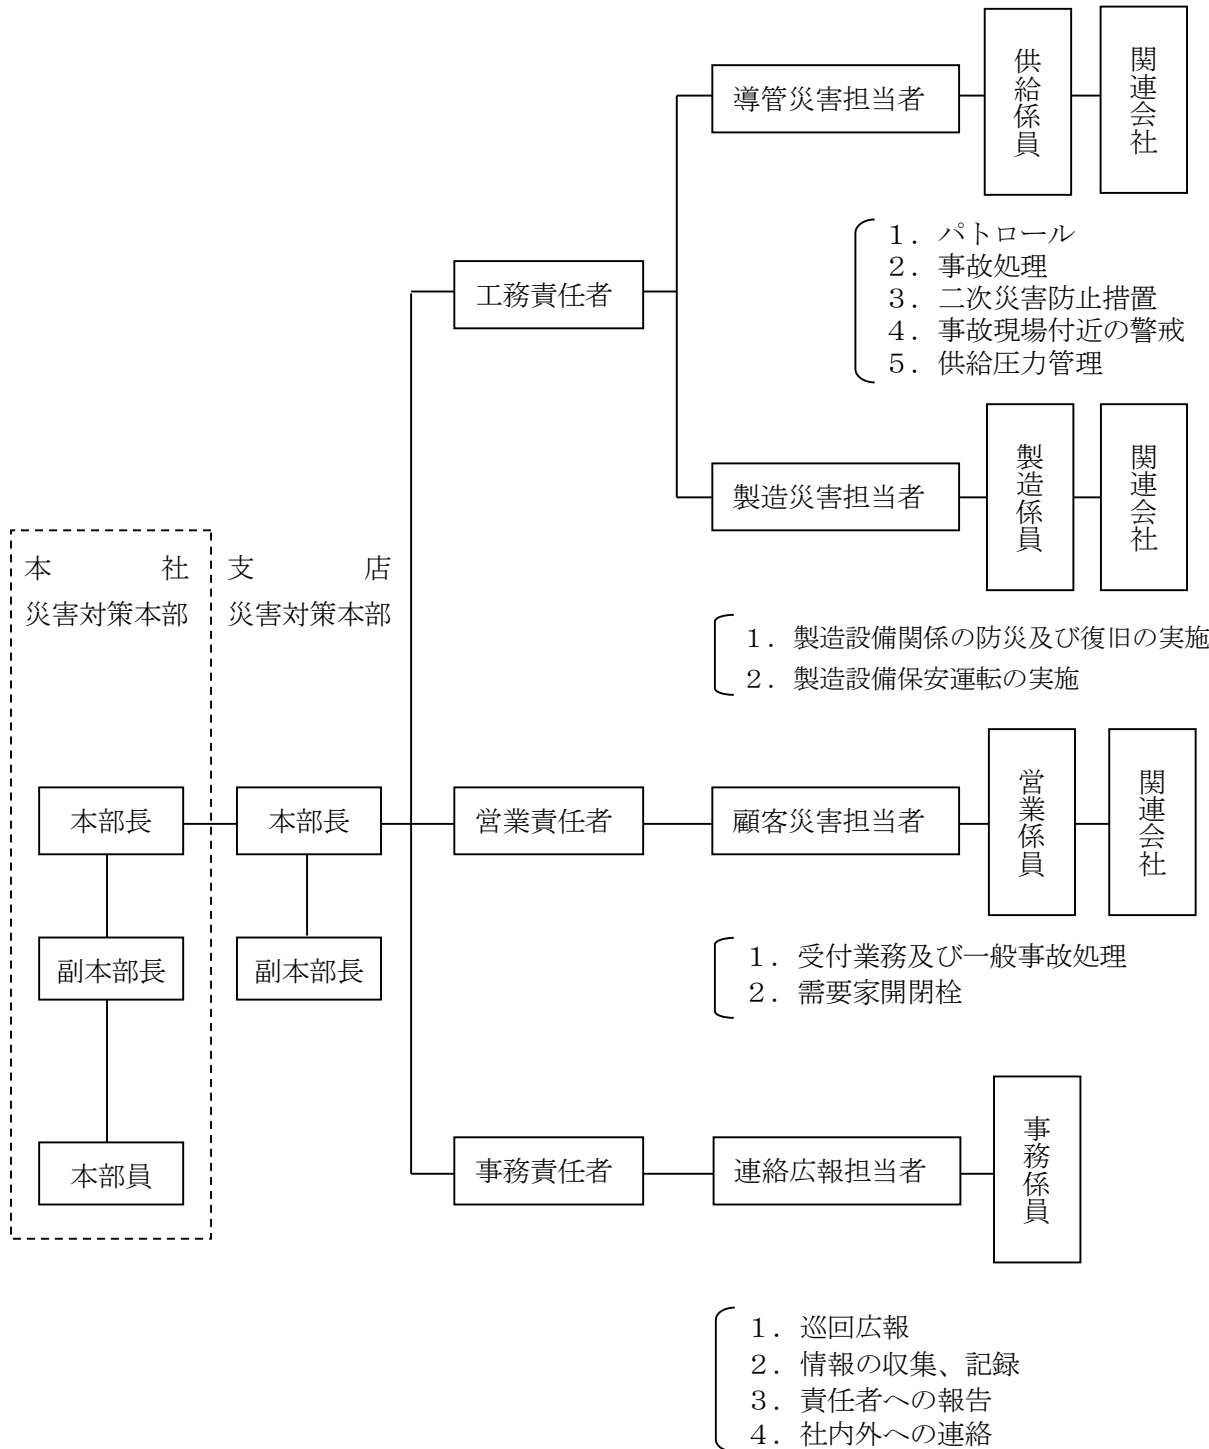 導管災害担当者
供給係員
関連会社
１．パトロール
２．事故処理
３．二次災害防止措置
４．事故現場付近の警戒
５．供給圧力管理
工務責任者
製造災害担当者
製造係員
関連会社
本　　　社
災害対策本部
支　　　店
災害対策本部
１．製造設備関係の防災及び復旧の実施
２．製造設備保安運転の実施
本部長
本部長
営業責任者
顧客災害担当者
営業係員
関連会社
副本部長
副本部長
１．受付業務及び一般事故処理
２．需要家開閉栓
本部員
事務責任者
連絡広報担当者
事務係員
１．巡回広報
２．情報の収集、記録
３．責任者への報告
４．社内外への連絡